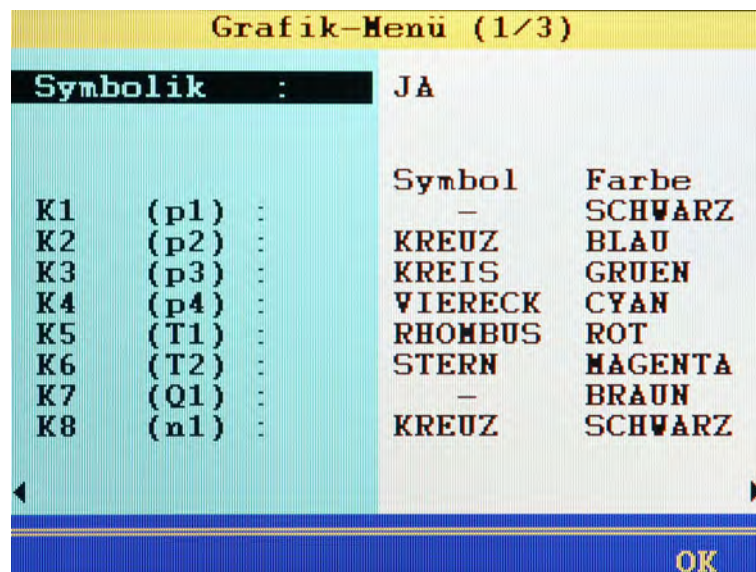 Grafik-Menü (1/3)
Symbolik : JA
Symbol Farbe
K1 (p1) : – SCHWARZ
K2 (p2) : KREUZ BLAU
K3 (p3) : KREIS GRUEN
K4 (p4) : VIERECK CYAN
K5 (T1) : RHOMBUS ROT
K6 (T2) : STERN MAGENTA
K7 (Q1) : – BRAUN
K8 (n1) : KREUZ SCHWARZ
OK